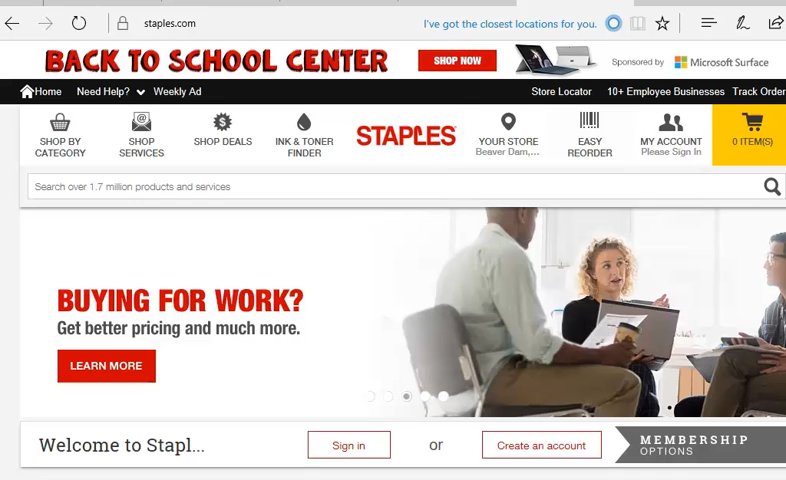 staples.com
I've got the closest locations for you.
BACK TO SCHOOL CENTER
SHOP NOW
Sponsored by Microsoft Surface
Home Need Help? Weekly Ad Store Locator 10+ Employee Businesses Track Order
SHOP BY CATEGORY
SHOP SERVICES
SHOP DEALS
INK & TONER FINDER
STAPLES
YOUR STORE
Beaver Dam,...
EASY REORDER
MY ACCOUNT
Please Sign In
0 ITEM(S)
Search over 1.7 million products and services
BUYING FOR WORK?
Get better pricing and much more.
LEARN MORE
Welcome to Stapl...
Sign in
or
Create an account
MEMBERSHIP
OPTIONS